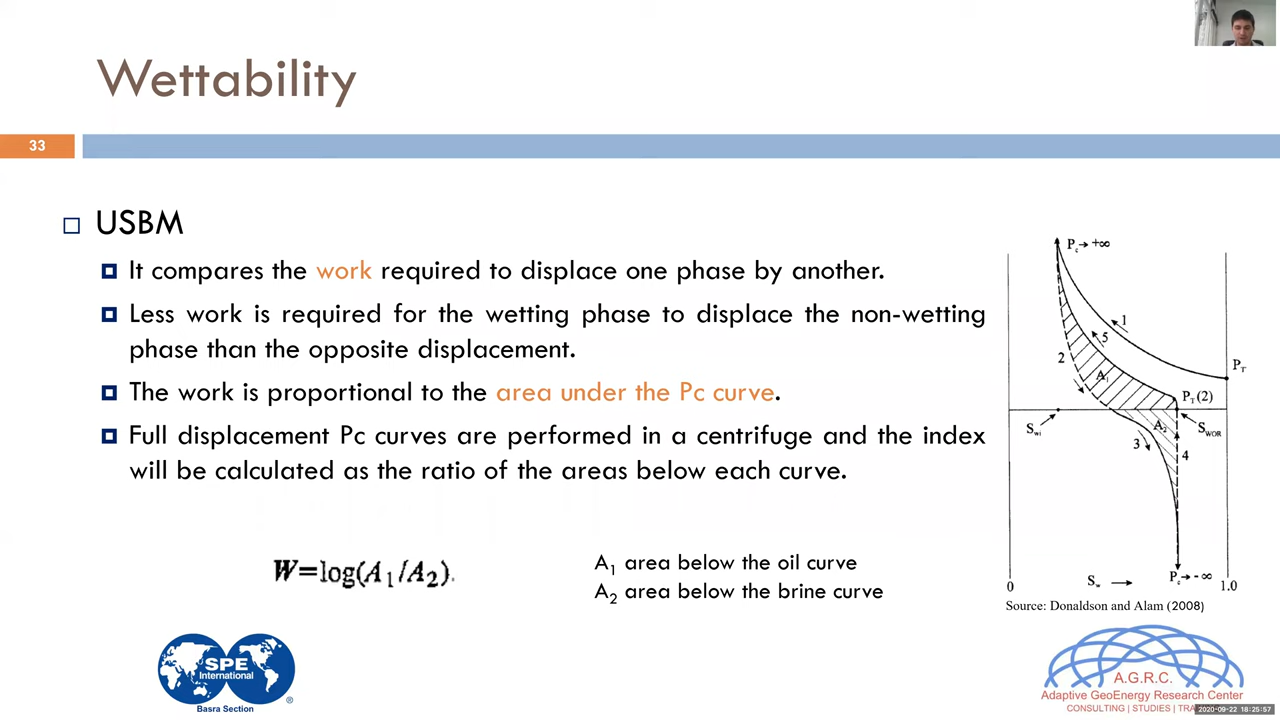 Wettability
33
USBM
It compares the work required to displace one phase by another.
Less work is required for the wetting phase to displace the non-wetting
phase than the opposite displacement.
The work is proportional to the area under the Pc curve.
Full displacement Pc curves are performed in a centrifuge and the index
will be calculated as the ratio of the areas below each curve.
W=log(A₁/A₂).
A₁ area below the oil curve
A₂ area below the brine curve
Pc→ +∞
1
5
2
A₁
P_T
P_T (2)
S_wi
A₂
S_WOR
3
4
Pc→ -∞
0
S_w →
1.0
Source: Donaldson and Alam (2008)
SPE
International
®
Basra Section
A.G.R.C.
Adaptive GeoEnergy Research Center
CONSULTING | STUDIES | TRA
2020-09-22 18:25:57